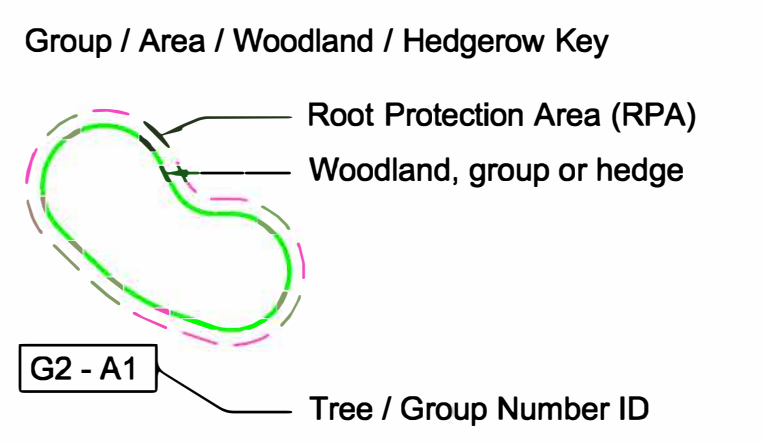 Group / Area / Woodland / Hedgerow Key
Root Protection Area (RPA)
Woodland, group or hedge
G2 - A1
Tree / Group Number ID